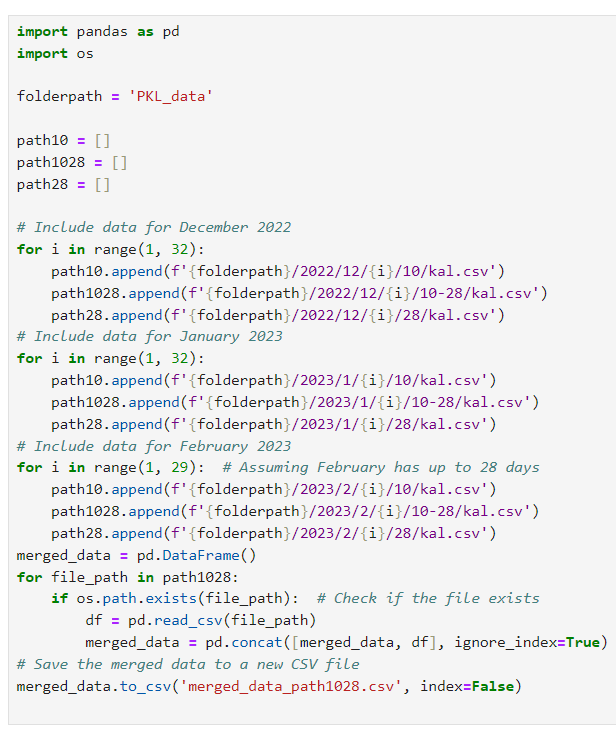 import pandas as pd
import os

folderpath = 'PKL_data'

path10 = []
path1028 = []
path28 = []

# Include data for December 2022
for i in range(1, 32):
    path10.append(f'{folderpath}/2022/12/{i}/10/kal.csv')
    path1028.append(f'{folderpath}/2022/12/{i}/10-28/kal.csv')
    path28.append(f'{folderpath}/2022/12/{i}/28/kal.csv')
# Include data for January 2023
for i in range(1, 32):
    path10.append(f'{folderpath}/2023/1/{i}/10/kal.csv')
    path1028.append(f'{folderpath}/2023/1/{i}/10-28/kal.csv')
    path28.append(f'{folderpath}/2023/1/{i}/28/kal.csv')
# Include data for February 2023
for i in range(1, 29):  # Assuming February has up to 28 days
    path10.append(f'{folderpath}/2023/2/{i}/10/kal.csv')
    path1028.append(f'{folderpath}/2023/2/{i}/10-28/kal.csv')
    path28.append(f'{folderpath}/2023/2/{i}/28/kal.csv')
merged_data = pd.DataFrame()
for file_path in path1028:
    if os.path.exists(file_path):  # Check if the file exists
        df = pd.read_csv(file_path)
        merged_data = pd.concat([merged_data, df], ignore_index=True)
# Save the merged data to a new CSV file
merged_data.to_csv('merged_data_path1028.csv', index=False)